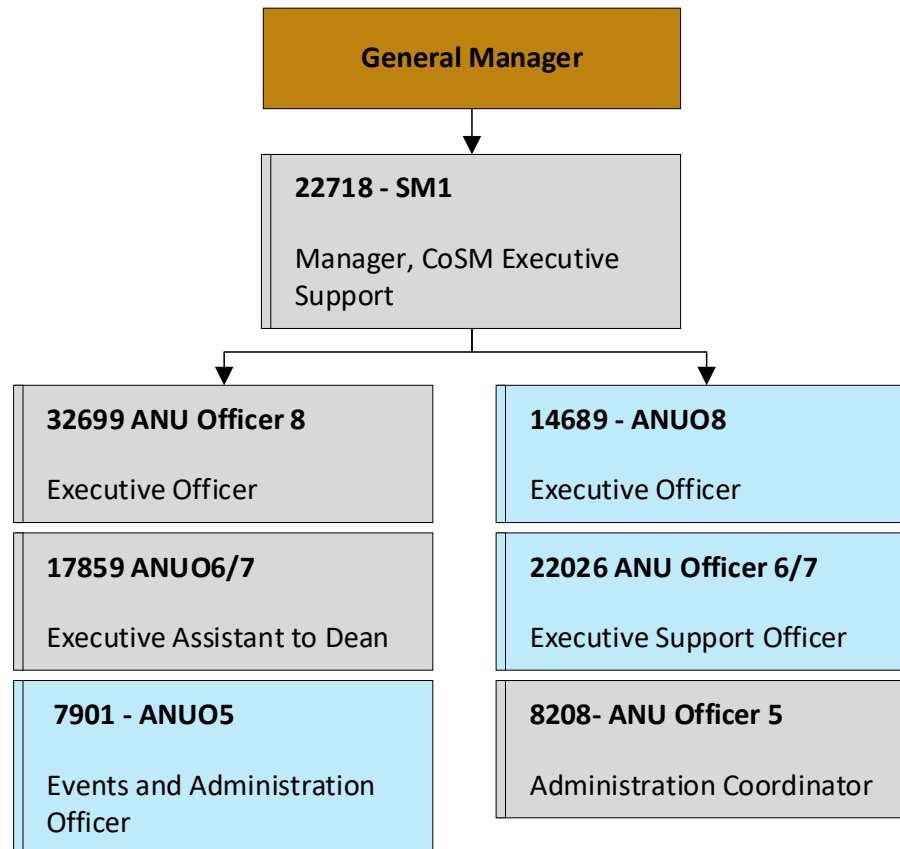 General Manager
22718 - SM1
Manager, CoSM Executive
Support
32699 ANU Officer 8
Executive Officer
14689 - ANUO8
Executive Officer
17859 ANUO6/7
Executive Assistant to Dean
22026 ANU Officer 6/7
Executive Support Officer
7901 - ANUO5
Events and Administration
Officer
8208- ANU Officer 5
Administration Coordinator